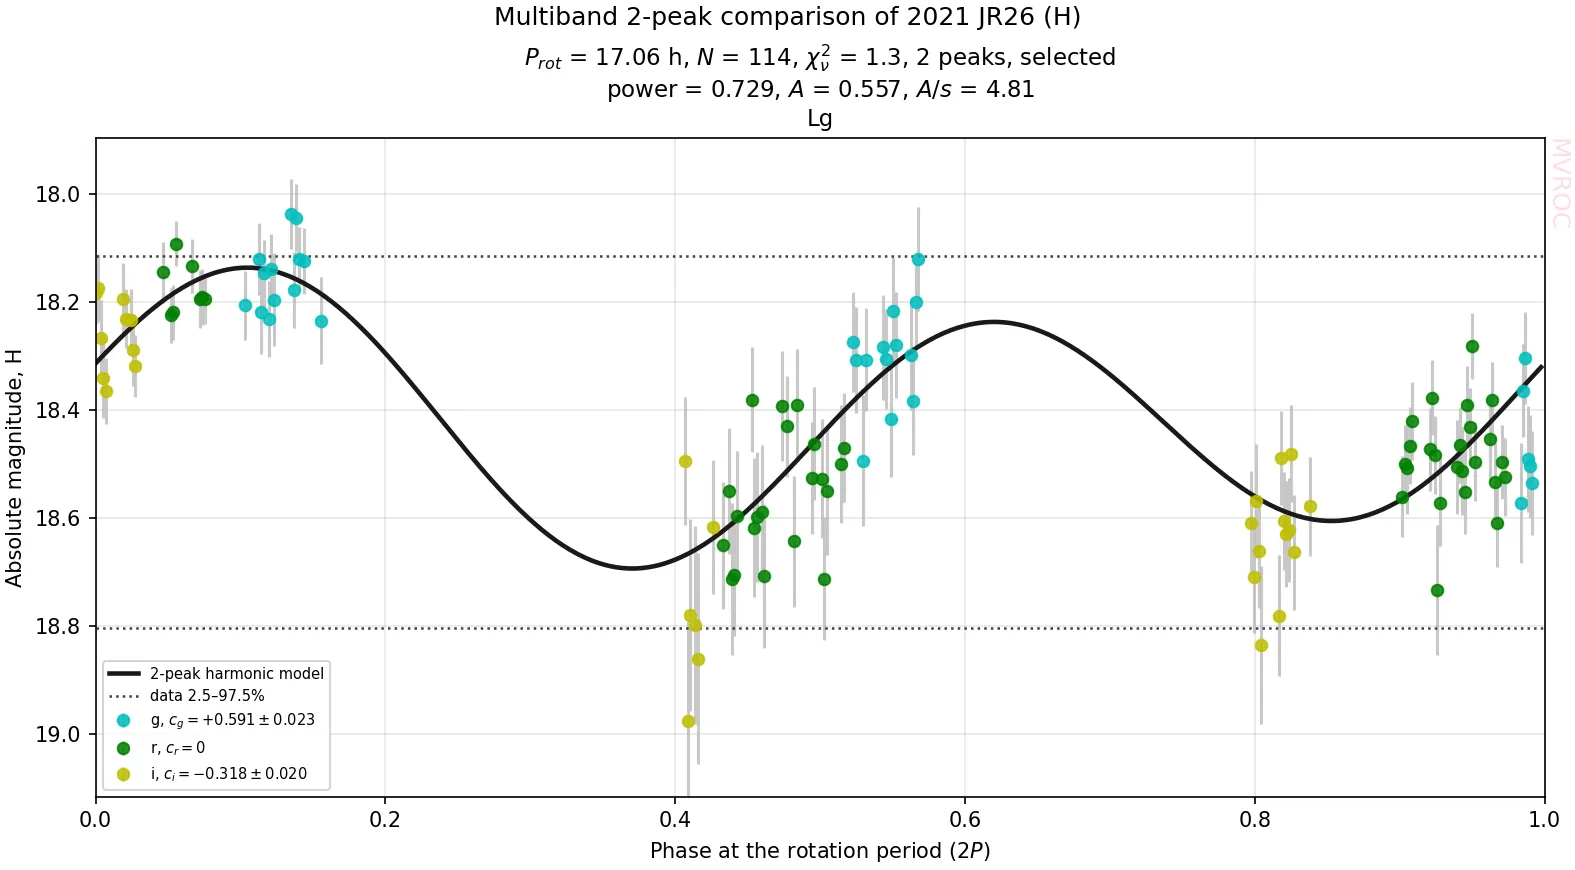 Multiband 2-peak comparison of 2021 JR26 (H)
P_rot = 17.06 h, N = 114, χ²_ν = 1.3, 2 peaks, selected
power = 0.729, A = 0.557, A/s = 4.81
Lg
MVROC
Absolute magnitude, H
18.0
18.2
18.4
18.6
18.8
19.0
2-peak harmonic model
data 2.5–97.5%
g, c_g = +0.591 ± 0.023
r, c_r = 0
i, c_i = −0.318 ± 0.020
0.0 0.2 0.4 0.6 0.8 1.0
Phase at the rotation period (2P)